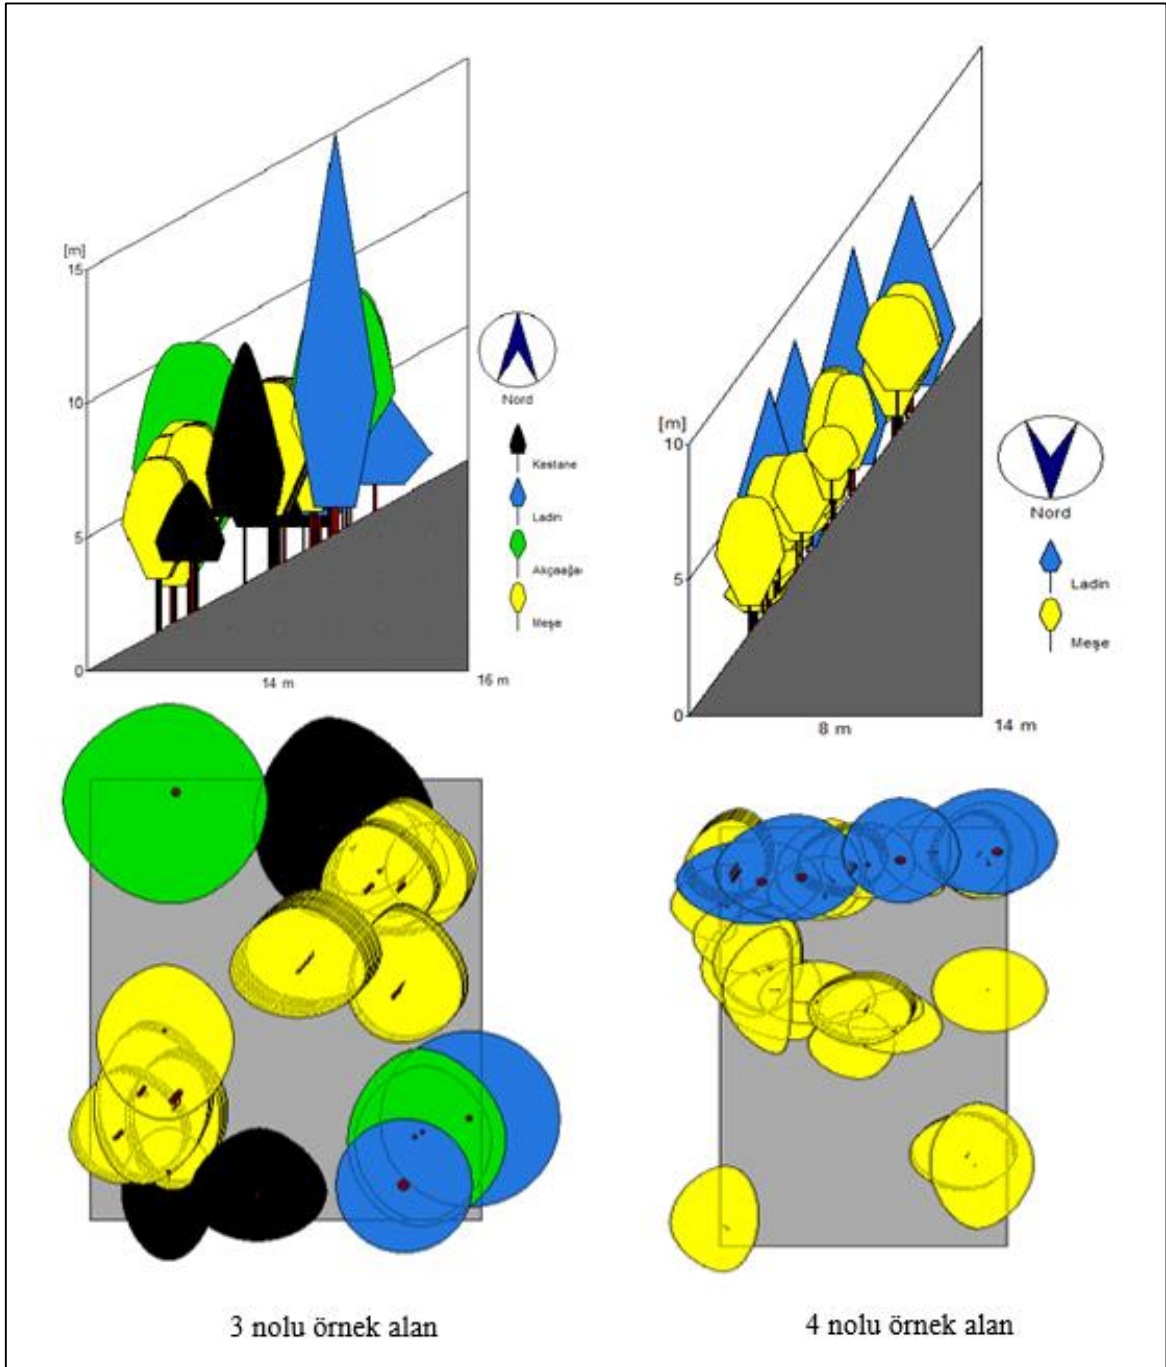 [m]
15
10
5
0
14 m
16 m
Nord
Kestane
Ladin
Akçaağa
Meşe
[m]
10
5
0
8 m
14 m
Nord
Ladin
Meşe
3 nolu örnek alan
4 nolu örnek alan